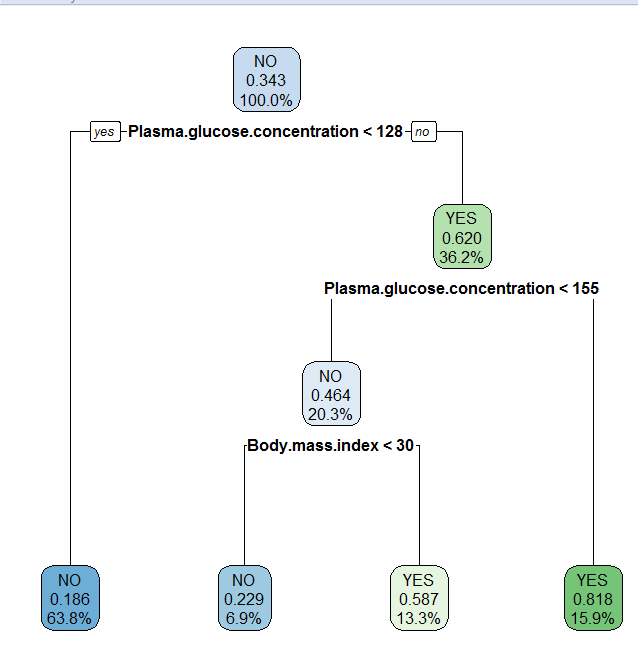 NO
0.343
100.0%
yes
Plasma.glucose.concentration < 128
no
YES
0.620
36.2%
Plasma.glucose.concentration < 155
NO
0.464
20.3%
Body.mass.index < 30
NO
0.186
63.8%
NO
0.229
6.9%
YES
0.587
13.3%
YES
0.818
15.9%